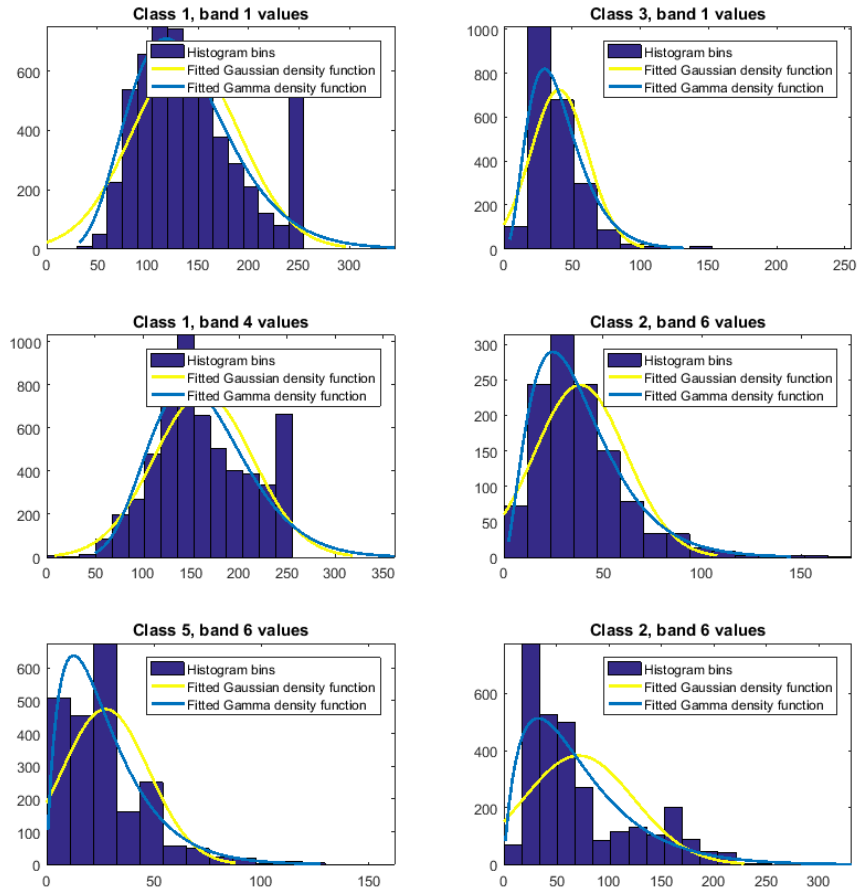 Class 1, band 1 values
Histogram bins
Fitted Gaussian density function
Fitted Gamma density function
600
400
200
0
0 50 100 150 200 250 300
Class 3, band 1 values
Histogram bins
Fitted Gaussian density function
Fitted Gamma density function
1000
800
600
400
200
0
0 50 100 150 200 250
Class 1, band 4 values
Histogram bins
Fitted Gaussian density function
Fitted Gamma density function
1000
800
600
400
200
0
0 50 100 150 200 250 300 350
Class 2, band 6 values
Histogram bins
Fitted Gaussian density function
Fitted Gamma density function
300
250
200
150
100
50
0
0 50 100 150
Class 5, band 6 values
Histogram bins
Fitted Gaussian density function
Fitted Gamma density function
600
500
400
300
200
100
0
0 50 100 150
Class 2, band 6 values
Histogram bins
Fitted Gaussian density function
Fitted Gamma density function
600
400
200
0
0 50 100 150 200 250 300